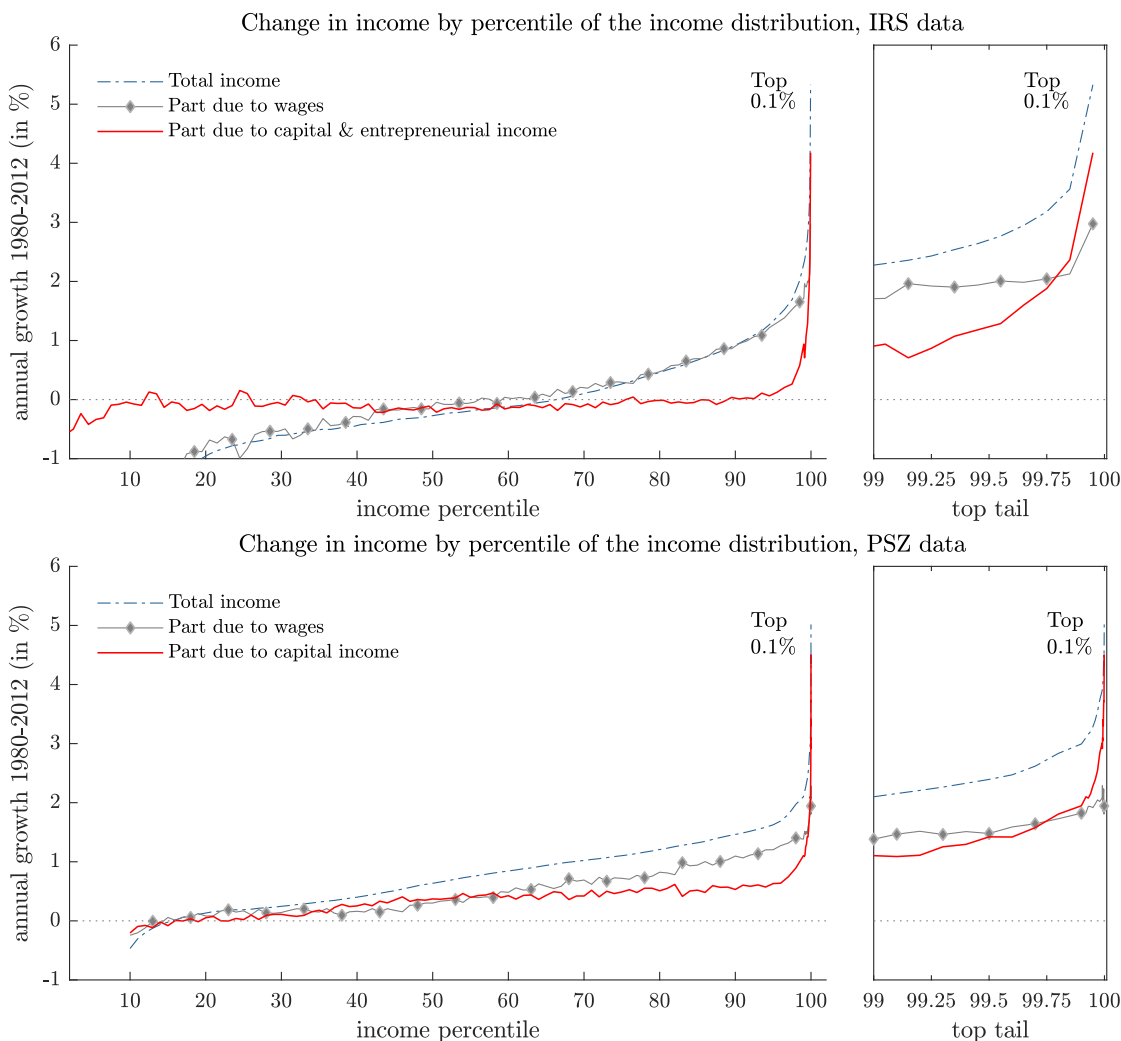 Change in income by percentile of the income distribution, IRS data
annual growth 1980-2012 (in %)
6
5
4
3
2
1
0
-1
Total income
Part due to wages
Part due to capital & entrepreneurial income
Top
0.1%
Top
0.1%
10 20 30 40 50 60 70 80 90 100
income percentile
99 99.25 99.5 99.75 100
top tail
Change in income by percentile of the income distribution, PSZ data
annual growth 1980-2012 (in %)
6
5
4
3
2
1
0
-1
Total income
Part due to wages
Part due to capital income
Top
0.1%
Top
0.1%
10 20 30 40 50 60 70 80 90 100
income percentile
99 99.25 99.5 99.75 100
top tail